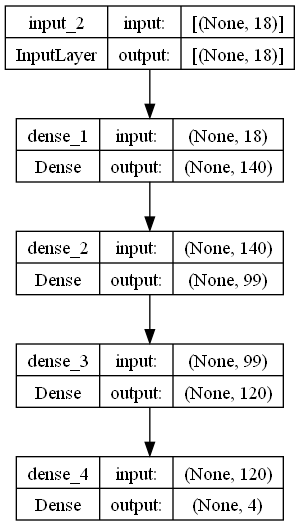 input_2 input: [(None, 18)]
InputLayer output: [(None, 18)]
dense_1 input: (None, 18)
Dense output: (None, 140)
dense_2 input: (None, 140)
Dense output: (None, 99)
dense_3 input: (None, 99)
Dense output: (None, 120)
dense_4 input: (None, 120)
Dense output: (None, 4)